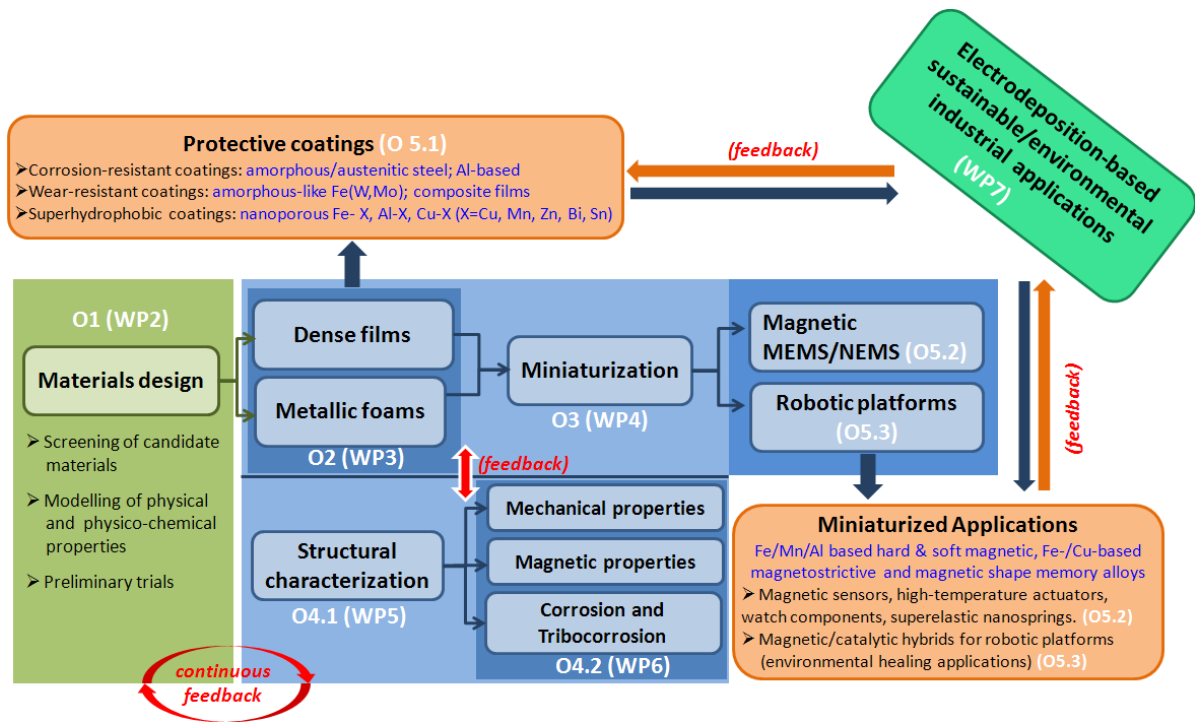 Electrodeposition-based
sustainable/environmental
industrial applications
(WP7)
Protective coatings (O 5.1)
➢Corrosion-resistant coatings: amorphous/austenitic steel; Al-based
➢Wear-resistant coatings: amorphous-like Fe(W,Mo); composite films
➢Superhydrophobic coatings: nanoporous Fe- X, Al-X, Cu-X (X=Cu, Mn, Zn, Bi, Sn)
(feedback)
O1 (WP2)
Materials design
➢ Screening of candidate
materials
➢ Modelling of physical
and physico-chemical
properties
➢ Preliminary trials
Dense films
Metallic foams
O2 (WP3)
Miniaturization
O3 (WP4)
Magnetic
MEMS/NEMS (O5.2)
Robotic platforms
(O5.3)
(feedback)
(feedback)
Structural
characterization
O4.1 (WP5)
Mechanical properties
Magnetic properties
Corrosion and
Tribocorrosion
O4.2 (WP6)
Miniaturized Applications
Fe/Mn/Al based hard & soft magnetic, Fe-/Cu-based
magnetostrictive and magnetic shape memory alloys
➢ Magnetic sensors, high-temperature actuators,
watch components, superelastic nanosprings. (O5.2)
➢ Magnetic/catalytic hybrids for robotic platforms
(environmental healing applications) (O5.3)
continuous
feedback